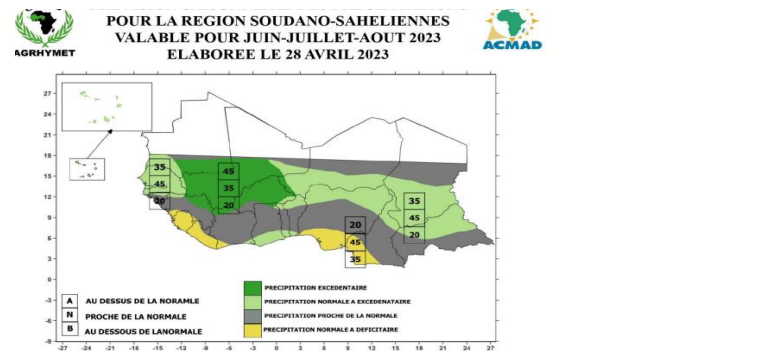 POUR LA REGION SOUDANO-SAHELIENNES
VALABLE POUR JUIN-JUILLET-AOUT 2023
ELABOREE LE 28 AVRIL 2023
AGRHYMET
ACMAD
27
24
21
18
15
12
9
6
3
0
-3
-6
-9
35
45
20
45
35
20
35
45
20
20
45
35
A AU DESSUS DE LA NORAMLE
N PROCHE DE LA NORMALE
B AU DESSOUS DE LANORMALE
PRECIPITATION EXCEDENTAIRE
PRECIPITATION NORMALE A EXCEDENATAIRE
PRECIPITATION PROCHE DE LA NORMALE
PRECIPITATION NORMALE A DEFICITAIRE
-27 -24 -21 -18 -15 -12 -9 -6 -3 0 3 6 9 12 15 18 21 24 27